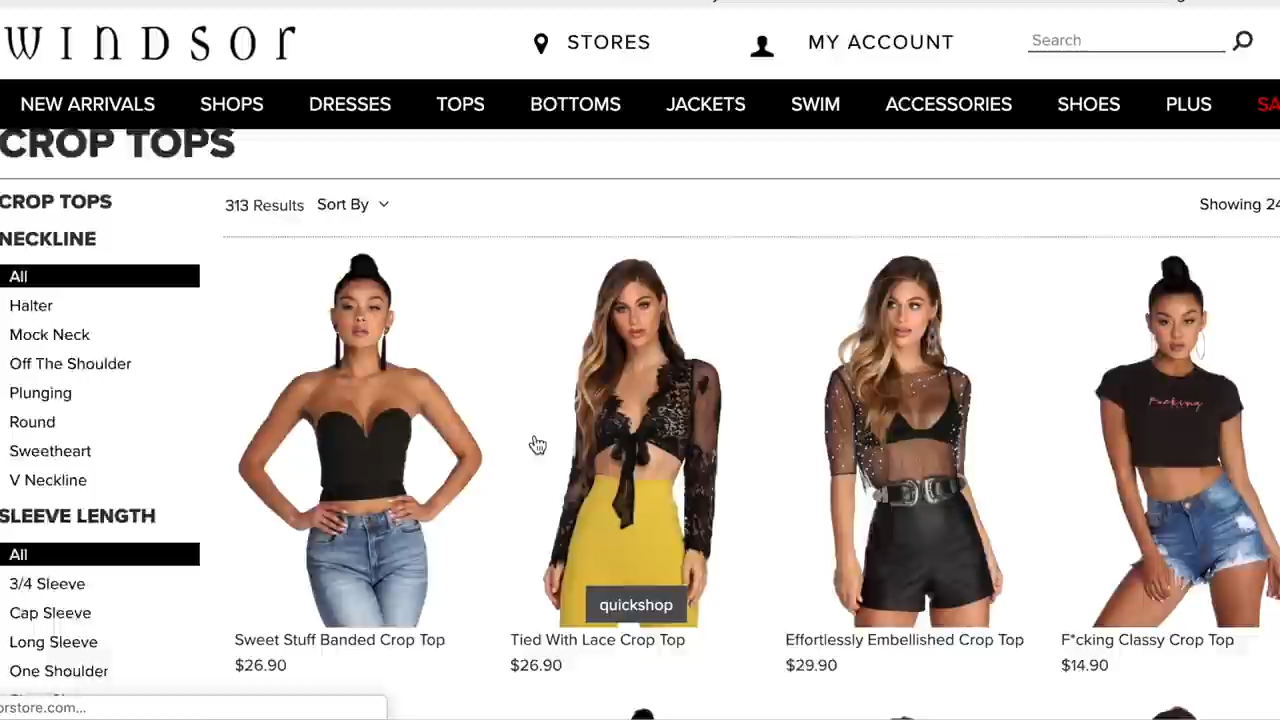 WINDSOR
STORES
MY ACCOUNT
Search
NEW ARRIVALS SHOPS DRESSES TOPS BOTTOMS JACKETS SWIM ACCESSORIES SHOES PLUS SA
CROP TOPS
CROP TOPS
NECKLINE
All
Halter
Mock Neck
Off The Shoulder
Plunging
Round
Sweetheart
V Neckline
SLEEVE LENGTH
All
3/4 Sleeve
Cap Sleeve
Long Sleeve
One Shoulder
orstore.com...
313 Results Sort By
Showing 24
F*cking
quickshop
Sweet Stuff Banded Crop Top
$26.90
Tied With Lace Crop Top
$26.90
Effortlessly Embellished Crop Top
$29.90
F*cking Classy Crop Top
$14.90